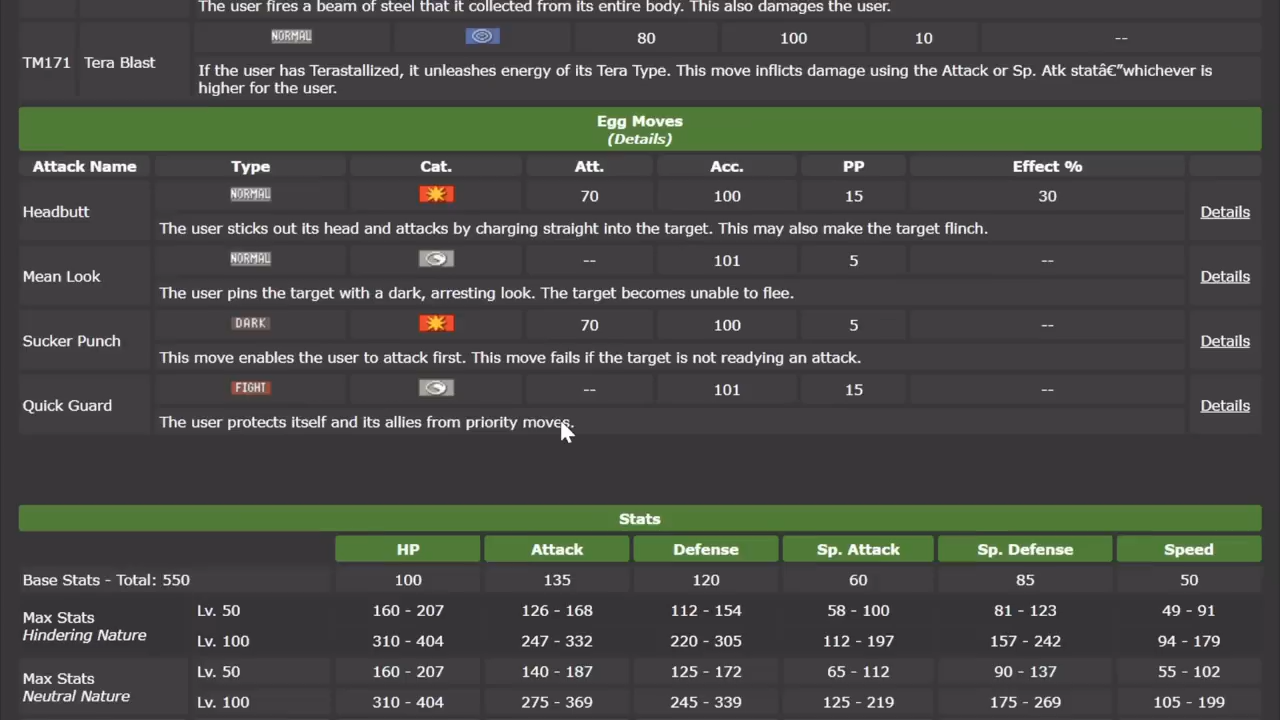 The user fires a beam of steel that it collected from its entire body. This also damages the user.
TM171 Tera Blast NORMAL 80 100 10 --
If the user has Terastallized, it unleashes energy of its Tera Type. This move inflicts damage using the Attack or Sp. Atk statâ€”whichever is
higher for the user.
Egg Moves
(Details)
Attack Name Type Cat. Att. Acc. PP Effect %
Headbutt NORMAL 70 100 15 30 Details
The user sticks out its head and attacks by charging straight into the target. This may also make the target flinch.
Mean Look NORMAL -- 101 5 -- Details
The user pins the target with a dark, arresting look. The target becomes unable to flee.
Sucker Punch DARK 70 100 5 -- Details
This move enables the user to attack first. This move fails if the target is not readying an attack.
Quick Guard FIGHT -- 101 15 -- Details
The user protects itself and its allies from priority moves.
Stats
HP Attack Defense Sp. Attack Sp. Defense Speed
Base Stats - Total: 550 100 135 120 60 85 50
Max Stats
Hindering Nature
Lv. 50 160 - 207 126 - 168 112 - 154 58 - 100 81 - 123 49 - 91
Lv. 100 310 - 404 247 - 332 220 - 305 112 - 197 157 - 242 94 - 179
Max Stats
Neutral Nature
Lv. 50 160 - 207 140 - 187 125 - 172 65 - 112 90 - 137 55 - 102
Lv. 100 310 - 404 275 - 369 245 - 339 125 - 219 175 - 269 105 - 199